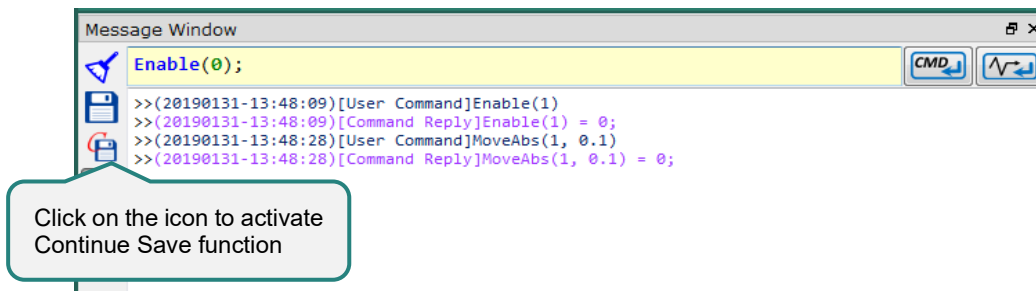 Message Window
Enable(0);
CMD
>>(20190131-13:48:09)[User Command]Enable(1)
>>(20190131-13:48:09)[Command Reply]Enable(1) = 0;
>>(20190131-13:48:28)[User Command]MoveAbs(1, 0.1)
>>(20190131-13:48:28)[Command Reply]MoveAbs(1, 0.1) = 0;
Click on the icon to activate
Continue Save function